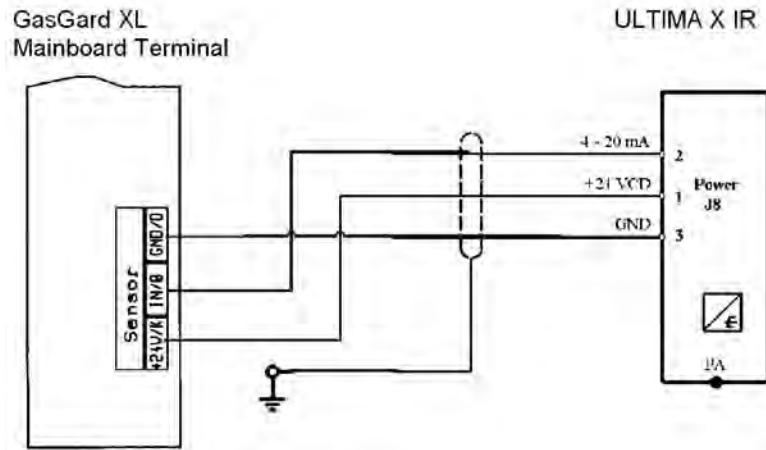 GasGard XL
Mainboard Terminal
ULTIMA X IR
4 - 20 mA
2
+21 VCD
1
Power
J8
GND
3
Sensor
GND/O
IN/B
+24V/K
PA